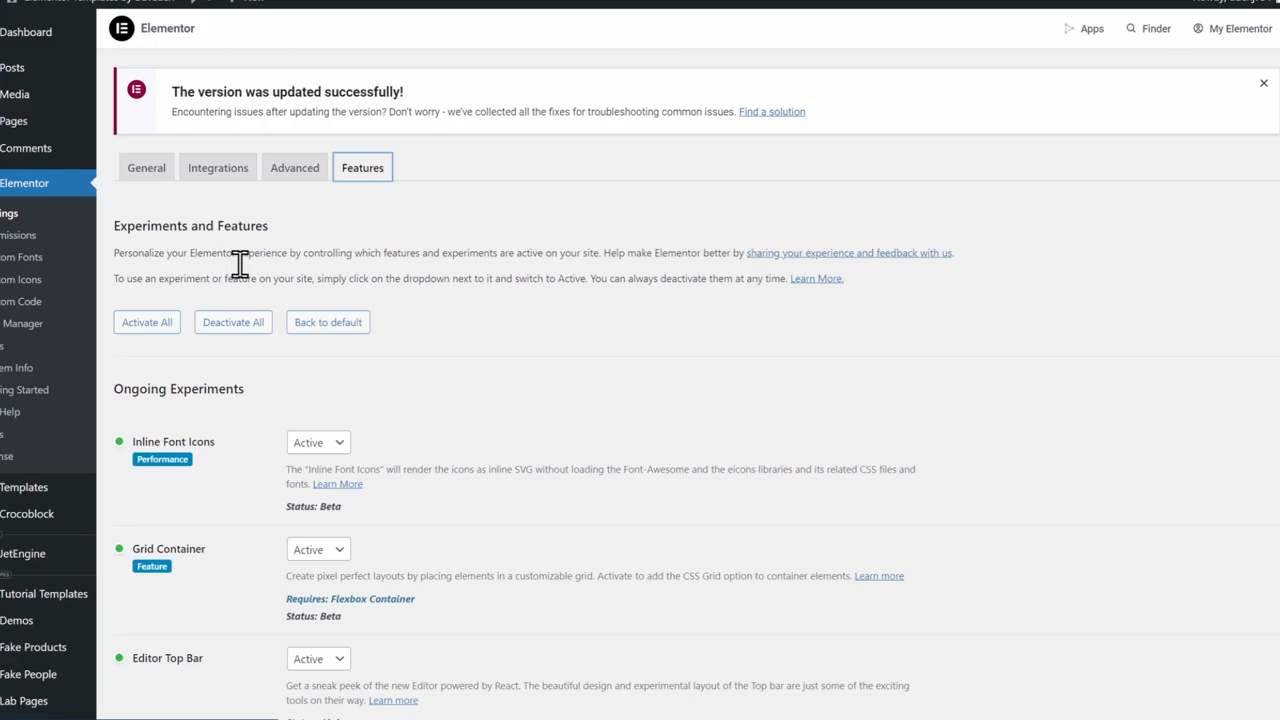 Elementor
Apps
Finder
My Elementor
Dashboard
Posts
Media
Pages
Comments
Elementor
ings
missions
om Fonts
om Icons
om Code
Manager
s
em Info
ing Started
Help
s
nse
Templates
Crocoblock
JetEngine
Tutorial Templates
Demos
Fake Products
Fake People
Lab Pages
The version was updated successfully!
Encountering issues after updating the version? Don't worry - we've collected all the fixes for troubleshooting common issues. Find a solution
General
Integrations
Advanced
Features
Experiments and Features
Personalize your Elementor experience by controlling which features and experiments are active on your site. Help make Elementor better by sharing your experience and feedback with us.
To use an experiment or feature on your site, simply click on the dropdown next to it and switch to Active. You can always deactivate them at any time. Learn More.
Activate All
Deactivate All
Back to default
Ongoing Experiments
Inline Font Icons
Active
Performance
The "Inline Font Icons" will render the icons as inline SVG without loading the Font-Awesome and the eicons libraries and its related CSS files and
fonts. Learn More
Status: Beta
Grid Container
Active
Feature
Create pixel perfect layouts by placing elements in a customizable grid. Activate to add the CSS Grid option to container elements. Learn more
Requires: Flexbox Container
Status: Beta
Editor Top Bar
Active
Get a sneak peek of the new Editor powered by React. The beautiful design and experimental layout of the Top bar are just some of the exciting
tools on their way. Learn more